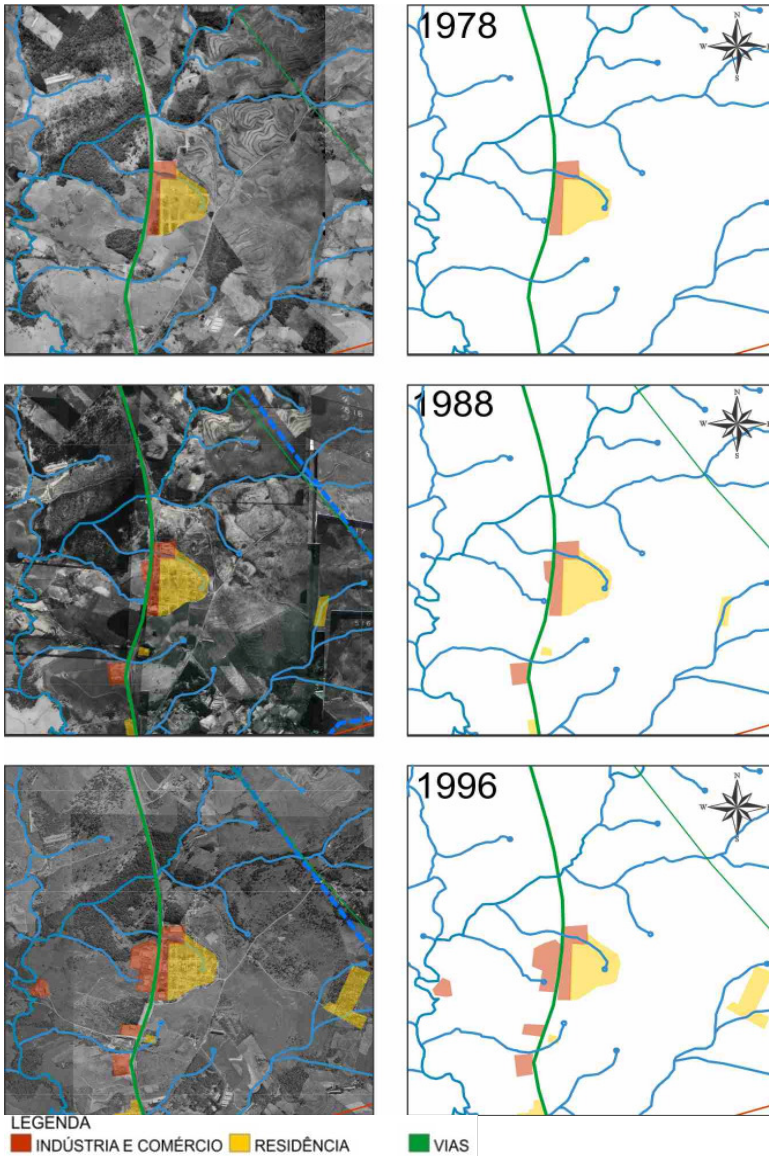 1978
N
W E
S
1988
N
W E
S
1996
N
W E
S
LEGENDA
INDÚSTRIA E COMÉRCIO RESIDÊNCIA VIAS